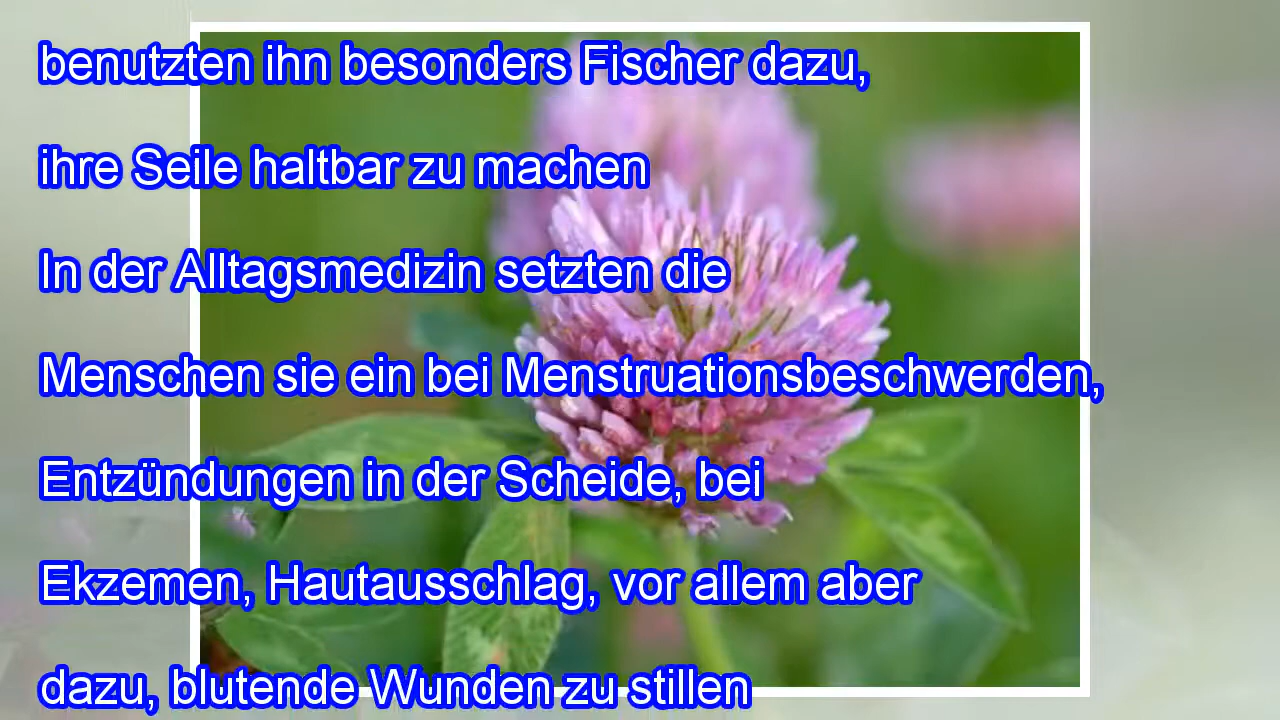 benutzten ihn besonders Fischer dazu,
ihre Seile haltbar zu machen
In der Alltagsmedizin setzten die
Menschen sie ein bei Menstruationsbeschwerden,
Entzündungen in der Scheide, bei
Ekzemen, Hautausschlag, vor allem aber
dazu, blutende Wunden zu stillen